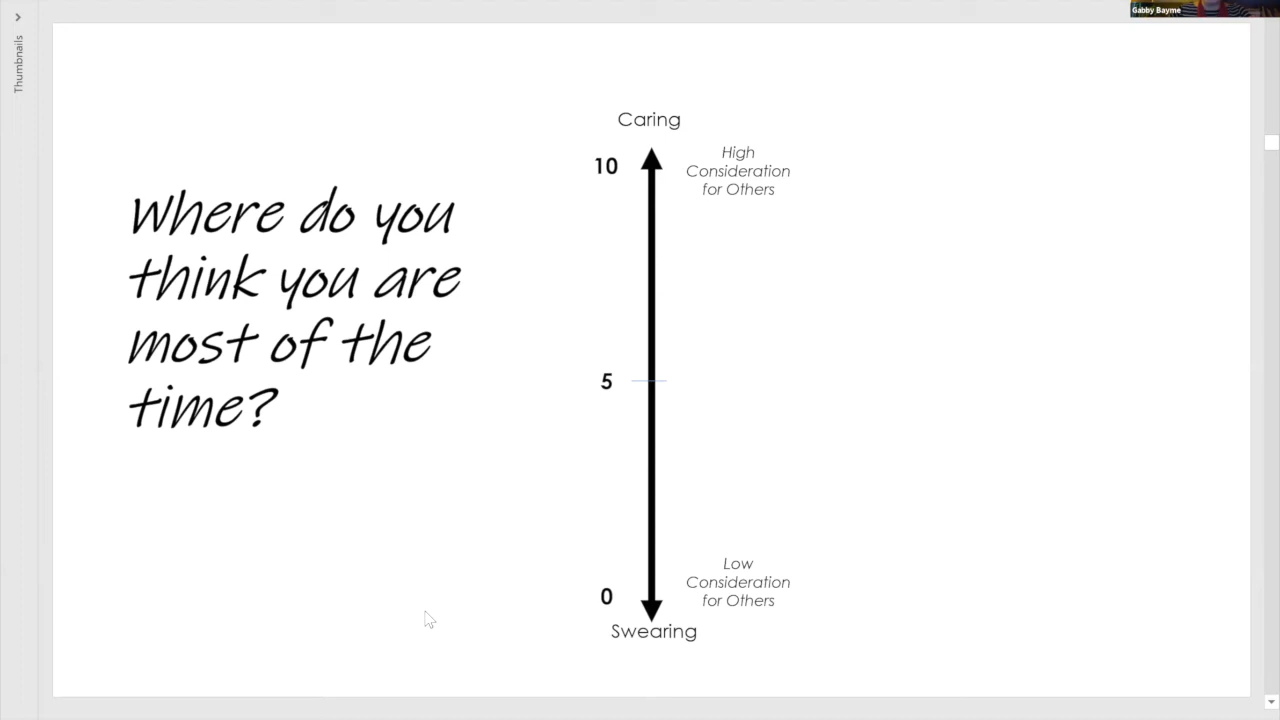 Thumbnails
Gabby Bayme
Where do you
think you are
most of the
time?
Caring
10
High
Consideration
for Others
5
Low
Consideration
for Others
0
Swearing